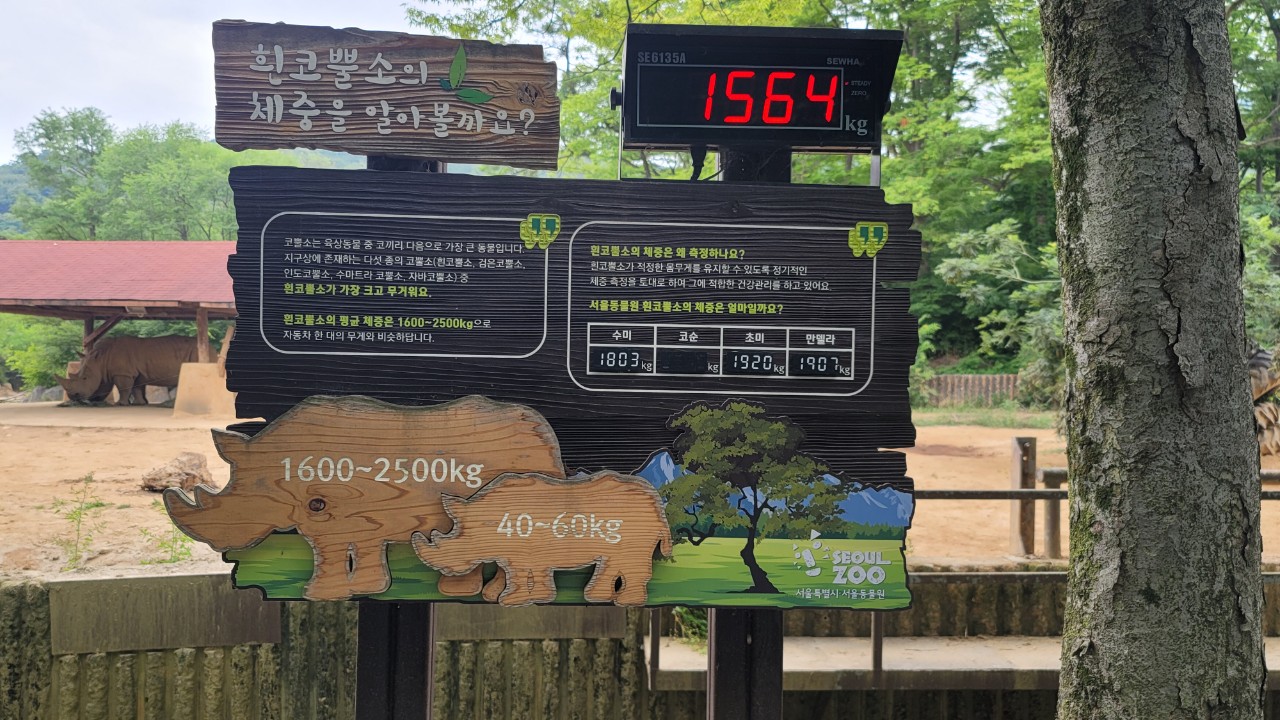 흰코뿔소의
체중을 알아볼까요?
SE6135A
SEWHA
1564
kg
STEADY
ZERO
코뿔소는 육상동물 중 코끼리 다음으로 가장 큰 동물입니다.
지구상에 존재하는 다섯 종의 코뿔소(흰코뿔소, 검은코뿔소,
인도코뿔소, 수마트라 코뿔소, 자바코뿔소) 중
흰코뿔소가 가장 크고 무거워요.
흰코뿔소의 평균 체중은 1600~2500kg으로
자동차 한 대의 무게와 비슷하답니다.
흰코뿔소의 체중은 왜 측정하나요?
흰코뿔소가 적정한 몸무게를 유지할 수 있도록 정기적인
체중 측정을 토대로 하여 그에 적합한 건강관리를 하고 있어요.
서울동물원 흰코뿔소의 체중은 얼마일까요?
수미 코순 초미 만델라
1803kg kg 1920kg 1907kg
1600~2500kg
40~60kg
SEOUL
ZOO
서울특별시 서울동물원